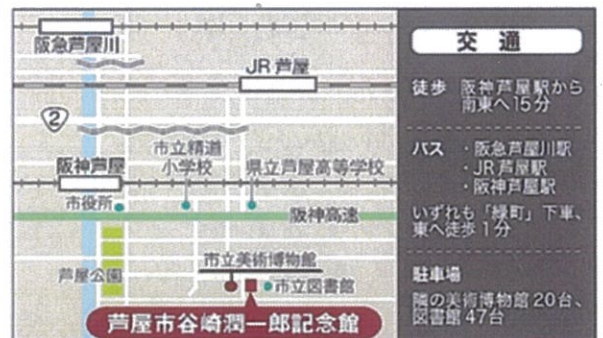 阪急芦屋川
JR 芦屋
2
市立精道
小学校
阪神芦屋
県立芦屋高等学校
市役所
阪神高速
市立美術博物館
芦屋公園
市立図書館
芦屋市谷崎潤一郎記念館
交通
徒歩 阪神芦屋駅から
南東へ15分
バス ・阪急芦屋川駅
・JR芦屋駅
・阪神芦屋駅
いずれも「緑町」下車、
東へ徒歩1分
駐車場
隣の美術博物館20台、
図書館47台